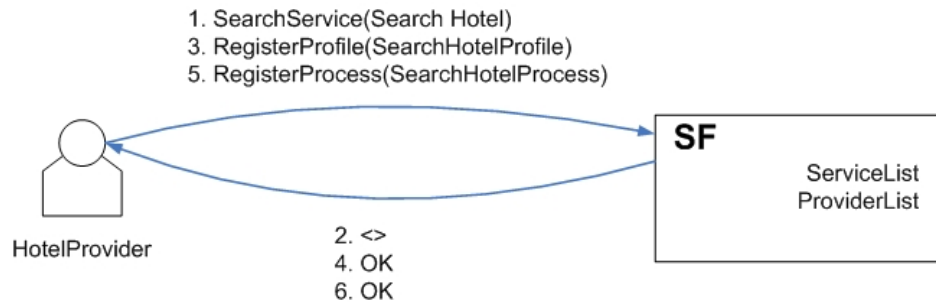 1. SearchService(Search Hotel)
3. RegisterProfile(SearchHotelProfile)
5. RegisterProcess(SearchHotelProcess)
SF
ServiceList
ProviderList
HotelProvider
2. <>
4. OK
6. OK